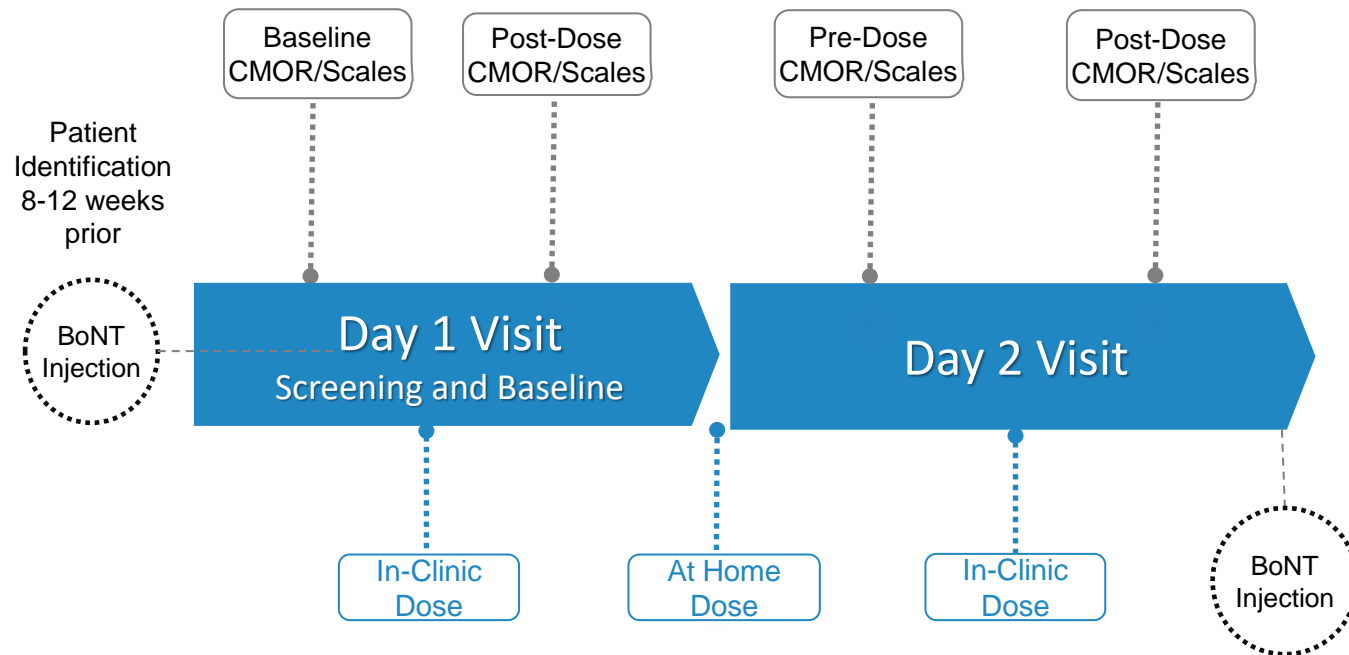 Baseline
CMOR/Scales
Post-Dose
CMOR/Scales
Pre-Dose
CMOR/Scales
Post-Dose
CMOR/Scales
Patient
Identification
8-12 weeks
prior
BoNT
Injection
Day 1 Visit
Screening and Baseline
Day 2 Visit
In-Clinic
Dose
At Home
Dose
In-Clinic
Dose
BoNT
Injection